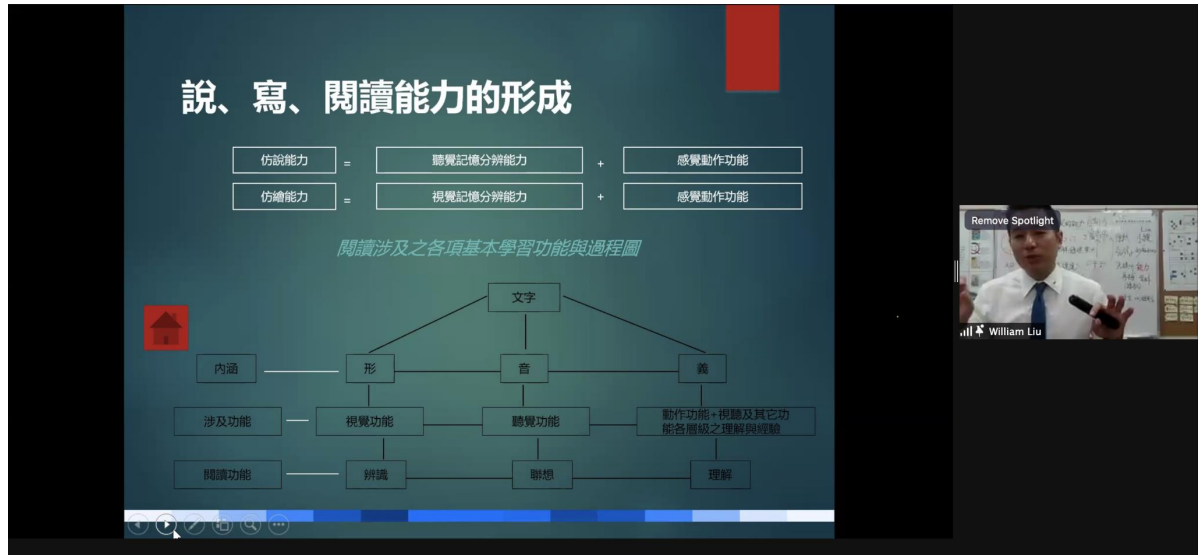 說、寫、閱讀能力的形成
仿說能力 = 聽覺記憶分辨能力 + 感覺動作功能
仿繪能力 = 視覺記憶分辨能力 + 感覺動作功能
閱讀涉及之各項基本學習功能與過程圖
文字
內涵 形 音 義
涉及功能 視覺功能 聽覺功能 動作功能+視聽及其它功
能各層級之理解與經驗
閱讀功能 辨識 聯想 理解
Remove Spotlight
William Liu